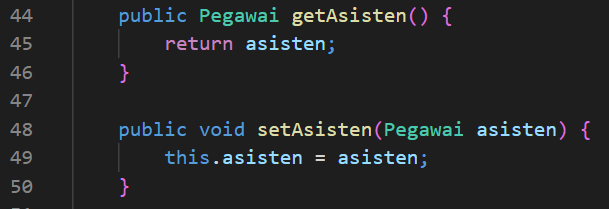 44 public Pegawai getAsisten() {
45 return asisten;
46 }
47
48 public void setAsisten(Pegawai asisten) {
49 this.asisten = asisten;
50 }